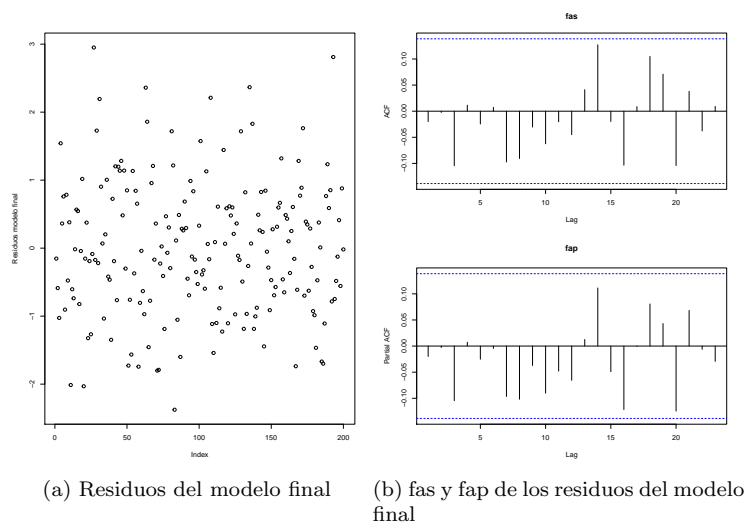 fas
3
2
1
0
-1
-2
Residuos modelo final
0
50
100
150
200
Index
0.10
0.05
0.00
-0.05
-0.10
ACF
5
10
15
20
Lag
fap
0.10
0.05
0.00
-0.05
-0.10
Partial ACF
5
10
15
20
Lag
(a) Residuos del modelo final
(b) fas y fap de los residuos del modelo
final